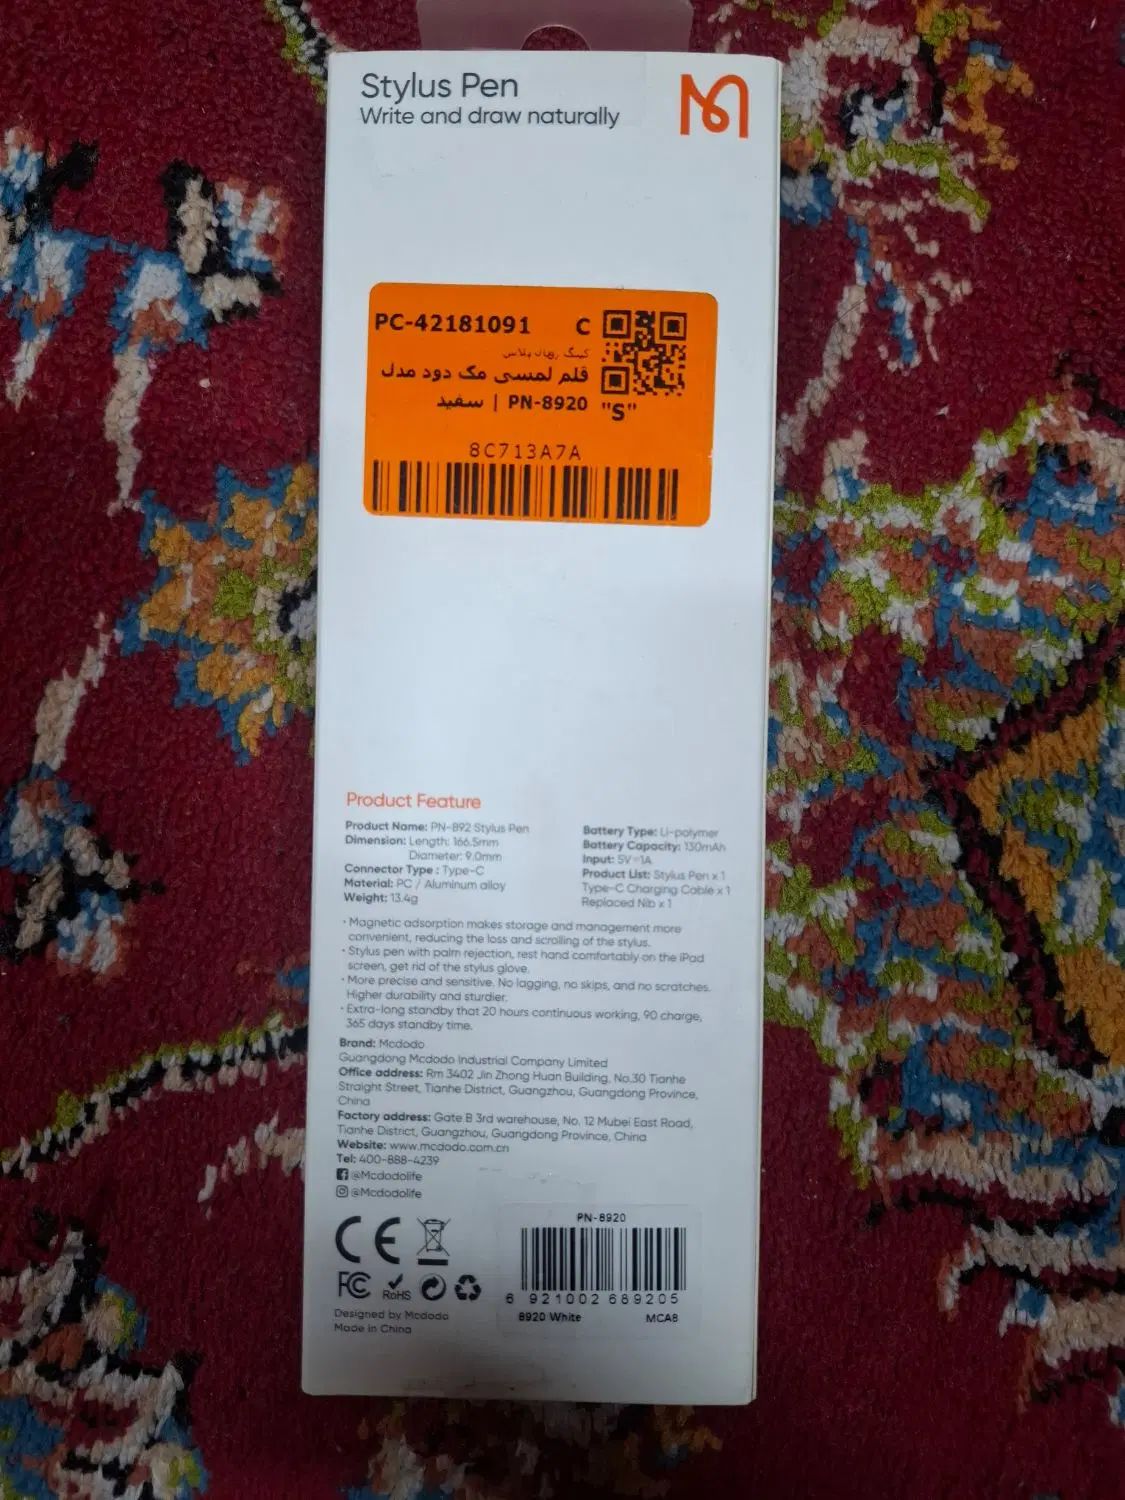 Stylus Pen
Write and draw naturally
PC-42181091 C
قلم لمسی مک دود مدل
PN-8920 | سفید
"S"
8C713A7A
Product Feature
Product Name: PN-892 Stylus Pen
Dimension: Length: 166.5mm
Diameter: 9.0mm
Connector Type : Type-C
Material: PC / Aluminum alloy
Weight: 13.4g
Battery Type: Li-polymer
Battery Capacity: 130mAh
Input: 5V=1A
Product List: Stylus Pen x 1
Type-C Charging Cable x 1
Replaced Nib x 1
· Magnetic adsorption makes storage and management more
convenient, reducing the loss and scrolling of the stylus.
· Stylus pen with palm rejection, rest hand comfortably on the iPad
screen, get rid of the stylus glove.
· More precise and sensitive. No lagging, no skips, and no scratches.
Higher durability and sturdier.
· Extra-long standby that 20 hours continuous working, 90 charge,
365 days standby time.
Brand: Mcdodo
Guangdong Mcdodo Industrial Company Limited
Office address: Rm 3402 Jin Zhong Huan Building, No.30 Tianhe
Straight Street, Tianhe District, Guangzhou, Guangdong Province,
China
Factory address: Gate B 3rd warehouse, No. 12 Mubei East Road,
Tianhe District, Guangzhou, Guangdong Province, China
Website: www.mcdodo.com.cn
Tel: 400-888-4239
@Mcdodolife
@Mcdodolife
CE
FC RoHS
Designed by Mcdodo
Made in China
PN-8920
6 921002 689205
8920 White MCA8